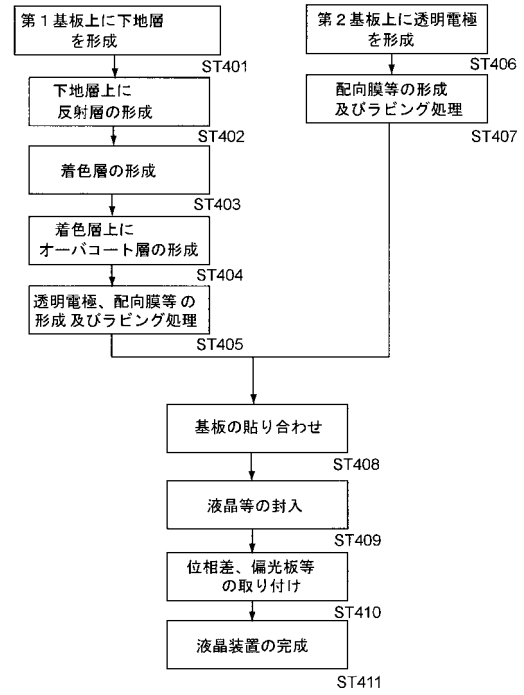 第1基板上に下地層
を形成
ST401
下地層上に
反射層の形成
ST402
着色層の形成
ST403
着色層上に
オーバコート層の形成
ST404
透明電極、配向膜等の
形成及びラビング処理
ST405
第2基板上に透明電極
を形成
ST406
配向膜等の形成
及びラビング処理
ST407
基板の貼り合わせ
ST408
液晶等の封入
ST409
位相差、偏光板等
の取り付け
ST410
液晶装置の完成
ST411